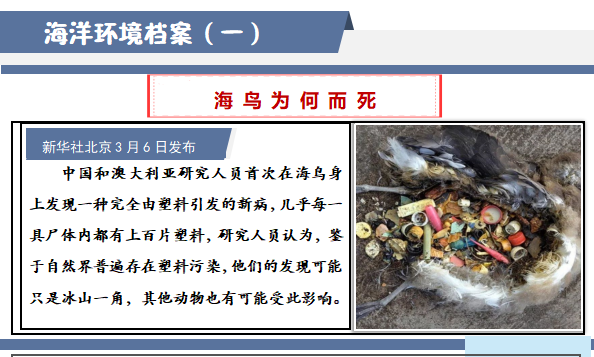 海洋环境档案（一）
海鸟为何而死
新华社北京3月6日发布
中国和澳大利亚研究人员首次在海鸟身
上发现一种完全由塑料引发的新病，几乎每一
具尸体内都有上百片塑料，研究人员认为，鉴
于自然界普遍存在塑料污染，他们的发现可能
只是冰山一角，其他动物也有可能受此影响。